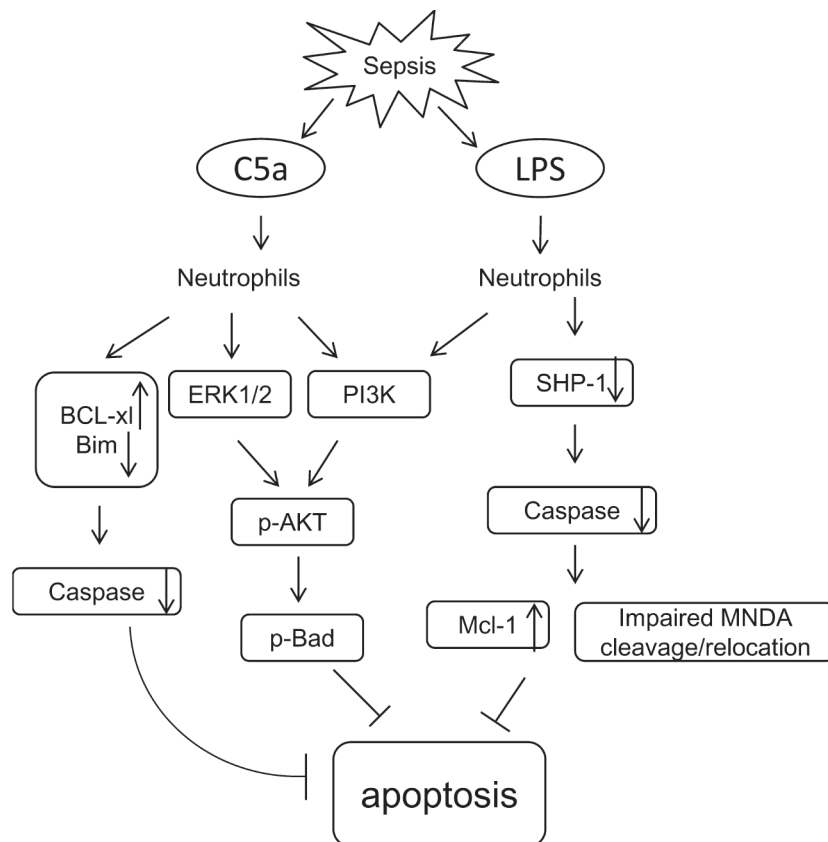 Sepsis
C5a
LPS
Neutrophils
Neutrophils
BCL-xl
Bim
ERK1/2
PI3K
SHP-1
p-AKT
Caspase
Caspase
p-Bad
Mcl-1
Impaired MNDA
cleavage/relocation
apoptosis